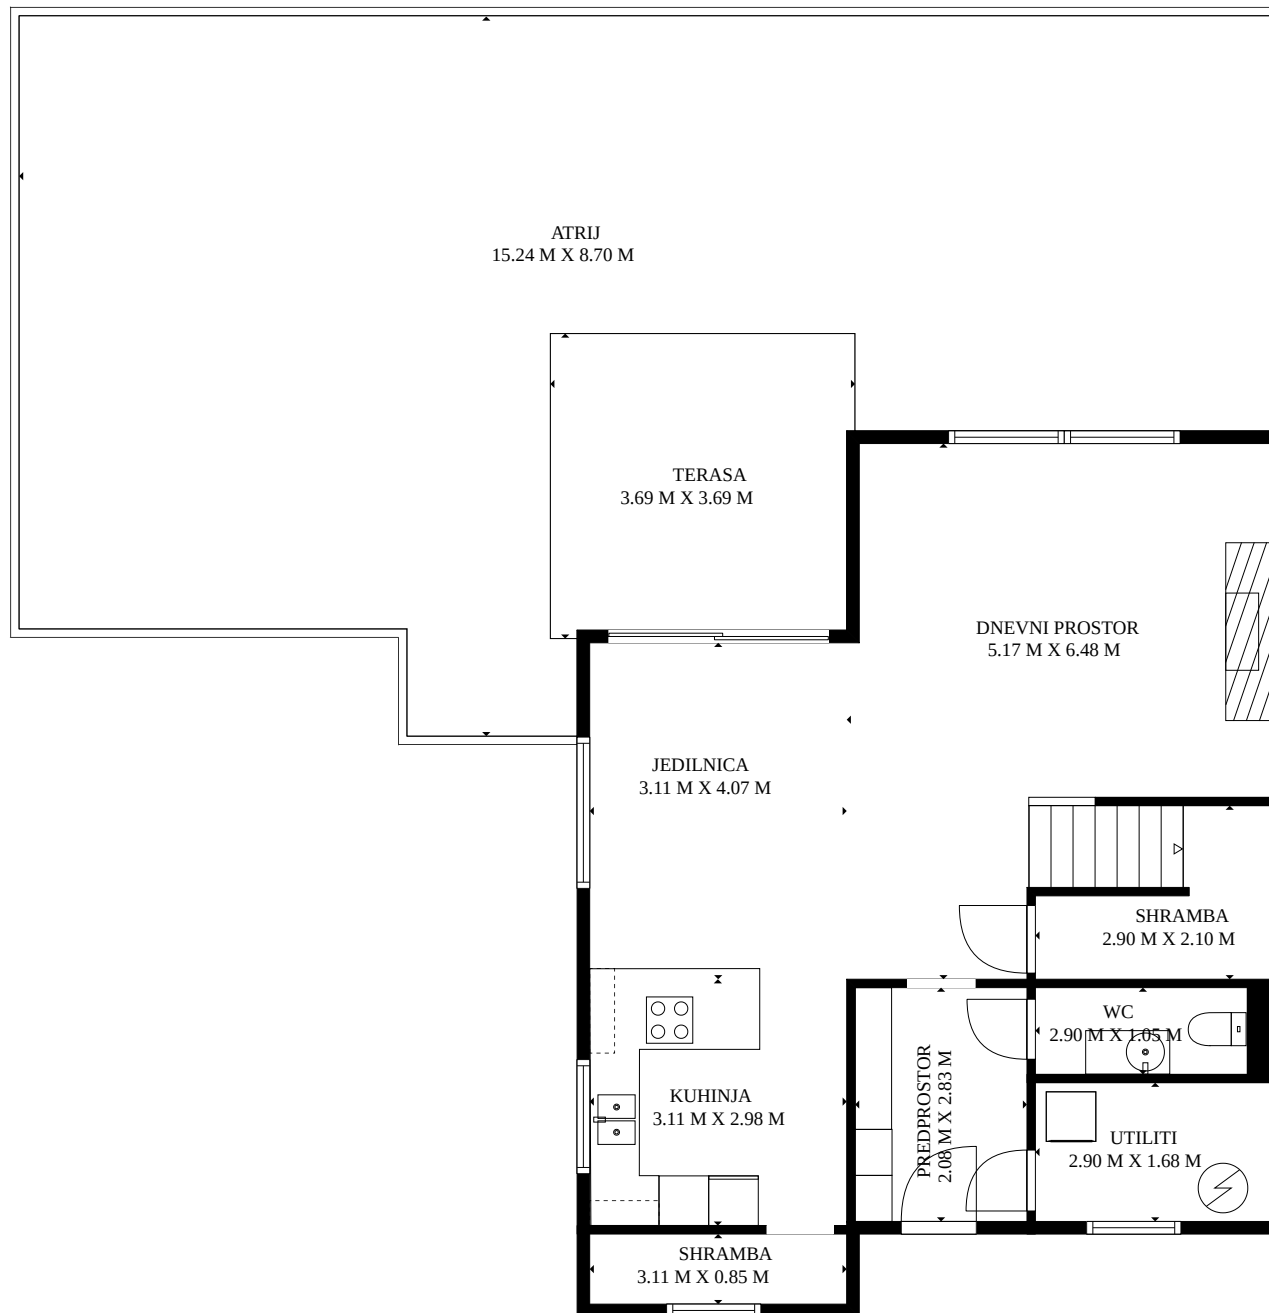 ATRIJ
15.24 M X 8.70 M
TERASA
3.69 M X 3.69 M
DNEVNI PROSTOR
5.17 M X 6.48 M
JEDILNICA
3.11 M X 4.07 M
SHRAMBA
2.90 M X 2.10 M
WC
2.90 M X 1.05 M
KUHINJA
3.11 M X 2.98 M
PREDPROSTOR
2.08 M X 2.83 M
UTILITI
2.90 M X 1.68 M
SHRAMBA
3.11 M X 0.85 M